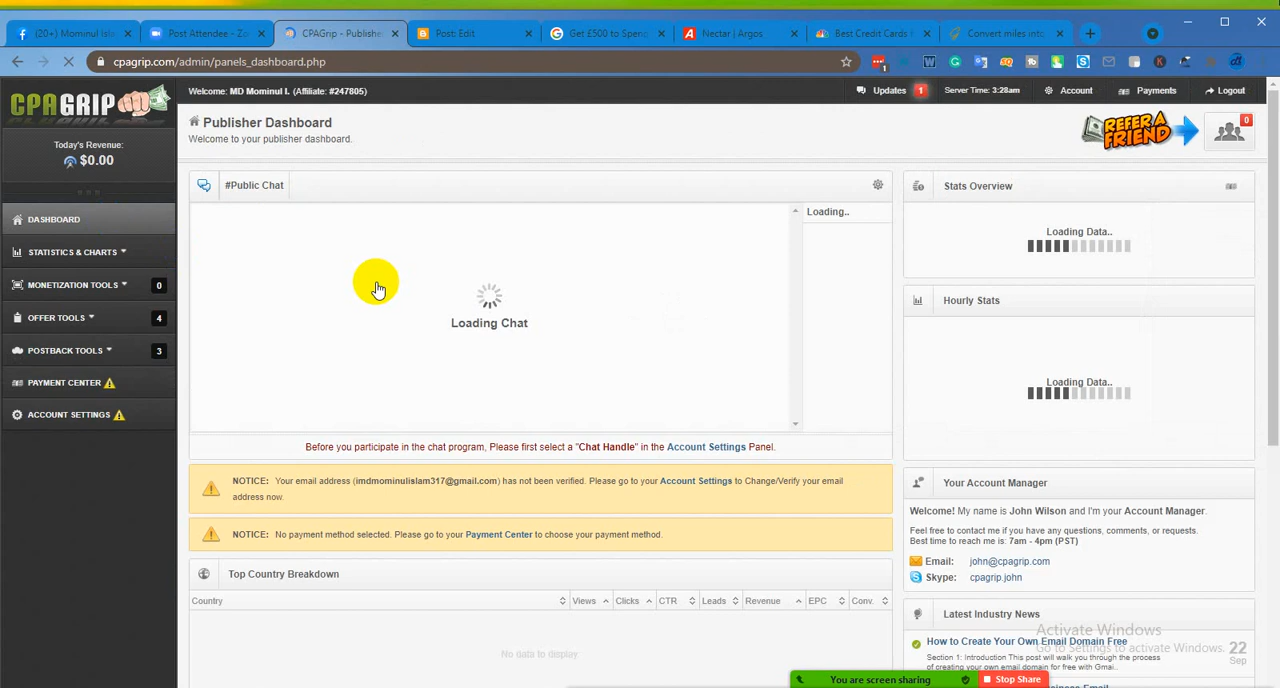 (20+) Mominul Isl
Post Attendee - Zo
CPAGrip - Publishe
Post: Edit
Get £500 to Spend
Nectar | Argos
Best Credit Cards
Convert miles into
cpagrip.com/admin/panels_dashboard.php
CPAGRIP
Welcome: MD Mominul I. (Affiliate: #247805)
Updates 1
Server Time: 3:28am
Account
Payments
Logout
Today's Revenue:
$0.00
Publisher Dashboard
Welcome to your publisher dashboard.
REFER A FRIEND
0
DASHBOARD
STATISTICS & CHARTS
MONETIZATION TOOLS 0
OFFER TOOLS 4
POSTBACK TOOLS 3
PAYMENT CENTER
ACCOUNT SETTINGS
#Public Chat
Loading..
Loading Chat
Before you participate in the chat program, Please first select a "Chat Handle" in the Account Settings Panel.
NOTICE: Your email address (imdmominulislam317@gmail.com) has not been verified. Please go to your Account Settings to Change/Verify your email
address now.
NOTICE: No payment method selected. Please go to your Payment Center to choose your payment method.
Top Country Breakdown
Country Views Clicks CTR Leads Revenue EPC Conv.
No data to display
Stats Overview
Loading Data..
Hourly Stats
Loading Data..
Your Account Manager
Welcome! My name is John Wilson and I'm your Account Manager.
Feel free to contact me if you have any questions, comments, or requests.
Best time to reach me is: 7am - 4pm (PST)
Email: john@cpagrip.com
Skype: cpagrip.john
Latest Industry News
How to Create Your Own Email Domain Free
Section 1: Introduction This post will walk you through the process
of creating your own email domain for free with Gmai..
22
Sep
Activate Windows
Go to Settings to activate Windows.
You are screen sharing
Stop Share